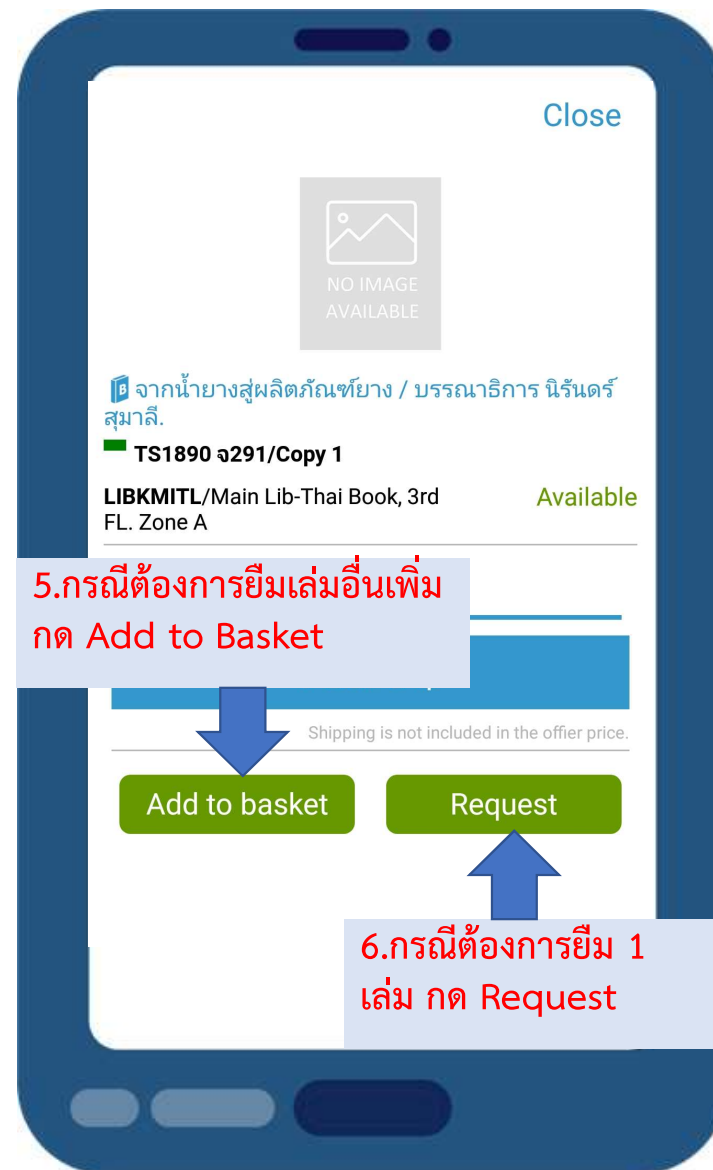 Close
NO IMAGE
AVAILABLE
จากน้ำยางสู่ผลิตภัณฑ์ยาง / บรรณาธิการ นิรันดร์
สุมาลี.
TS1890 จ291/Copy 1
LIBKMITL/Main Lib-Thai Book, 3rd
FL. Zone A
Available
5.กรณีต้องการยืมเล่มอื่นเพิ่ม
กด Add to Basket
Shipping is not included in the offier price.
Add to basket
Request
6.กรณีต้องการยืม 1
เล่ม กด Request